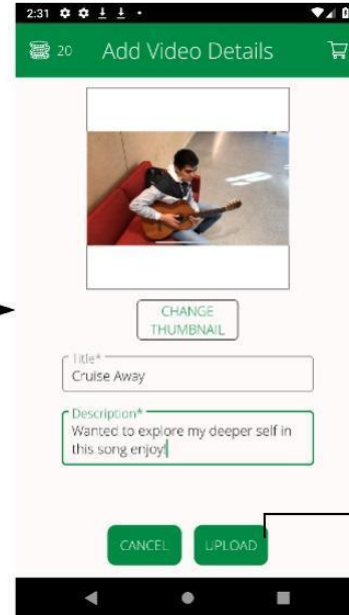 2:31
20 Add Video Details
CHANGE
THUMBNAIL
Title*
Cruise Away
Description*
Wanted to explore my deeper self in
this song enjoy!
CANCEL UPLOAD